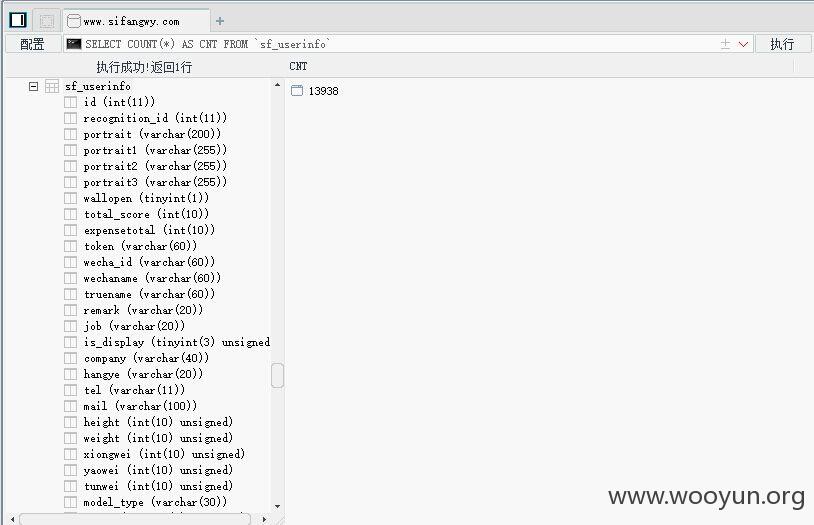 www.sifangwy.com
配置
SELECT COUNT(*) AS CNT FROM `sf_userinfo`
执行
执行成功!返回1行
CNT
sf_userinfo
13938
id (int(11))
recognition_id (int(11))
portrait (varchar(200))
portrait1 (varchar(255))
portrait2 (varchar(255))
portrait3 (varchar(255))
wallopen (tinyint(1))
total_score (int(10))
expensetotal (int(10))
token (varchar(60))
wecha_id (varchar(60))
wechaname (varchar(60))
truename (varchar(60))
remark (varchar(20))
job (varchar(20))
is_display (tinyint(3) unsigned
company (varchar(40))
hangye (varchar(20))
tel (varchar(11))
mail (varchar(100))
height (int(10) unsigned)
weight (int(10) unsigned)
xiongwei (int(10) unsigned)
yaowei (int(10) unsigned)
tunwei (int(10) unsigned)
model_type (varchar(30))
www.wooyun.org